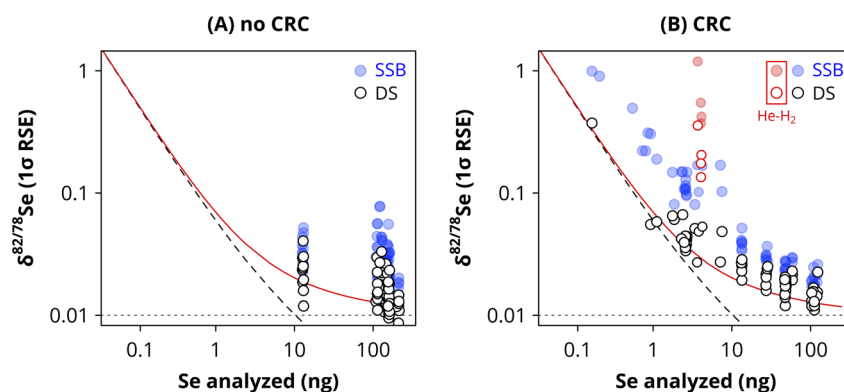 (A) no CRC
δ82/78Se (1σ RSE)
1
0.1
0.01
SSB
DS
0.1
1
10
100
Se analyzed (ng)
(B) CRC
δ82/78Se (1σ RSE)
1
0.1
0.01
SSB
DS
He-H₂
0.1
1
10
100
Se analyzed (ng)